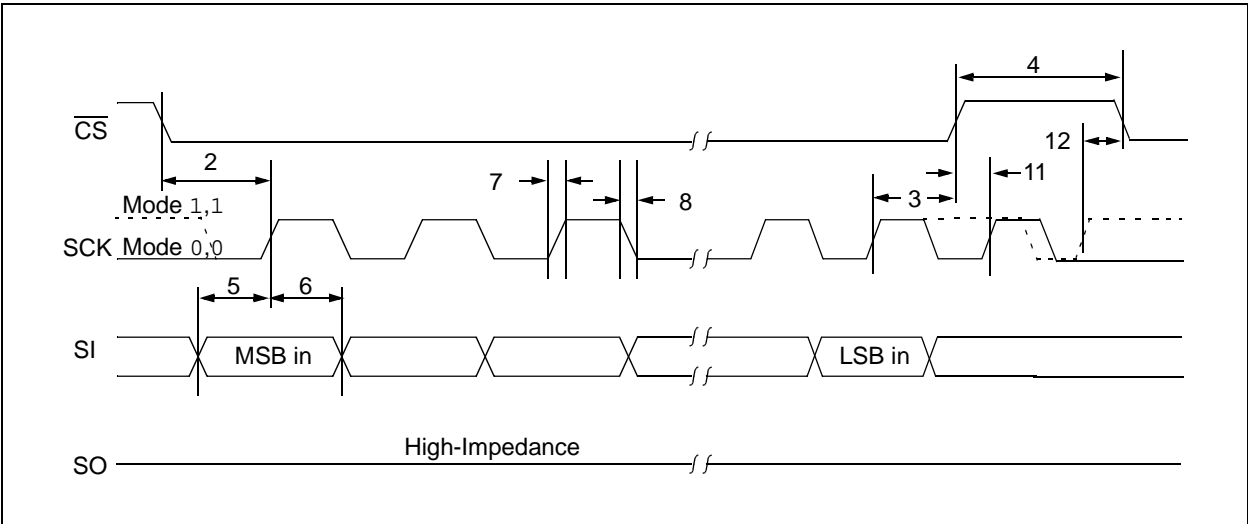 4
CS
12
2
11
7
8
3
Mode 1,1
SCK Mode 0,0
5 6
SI MSB in LSB in
High-Impedance
SO